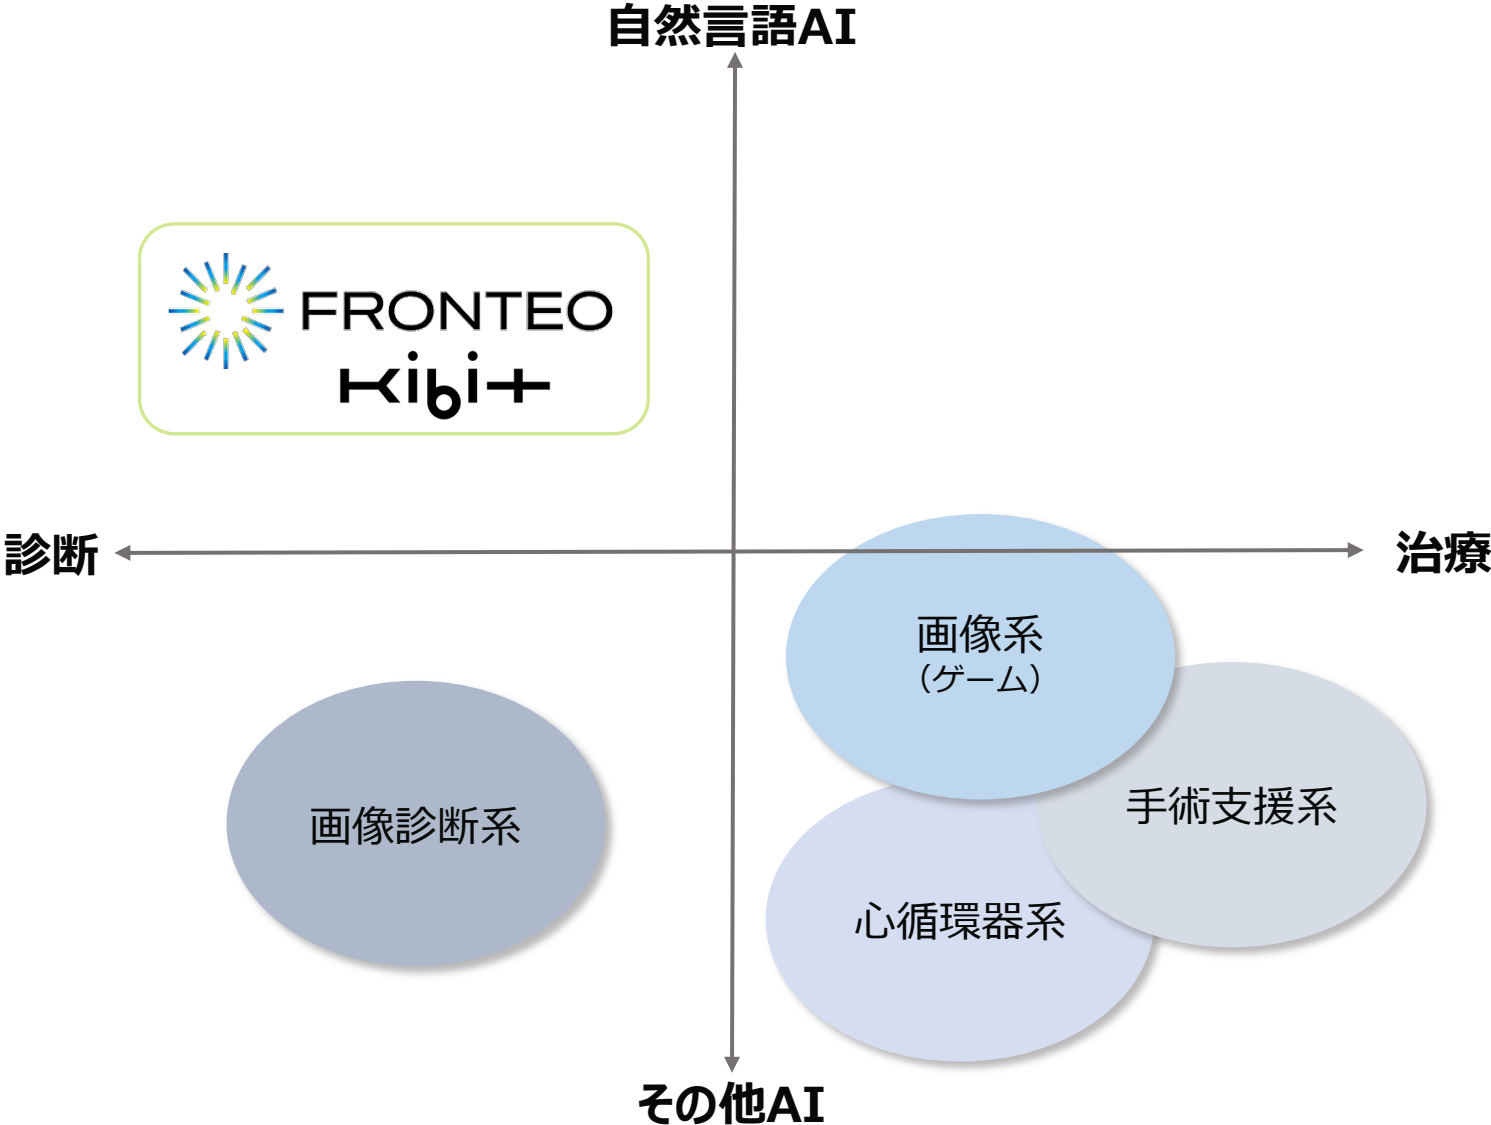 自然言語AI
FRONTEO
kibit
診断
治療
画像系
（ゲーム）
手術支援系
画像診断系
心循環器系
その他AI